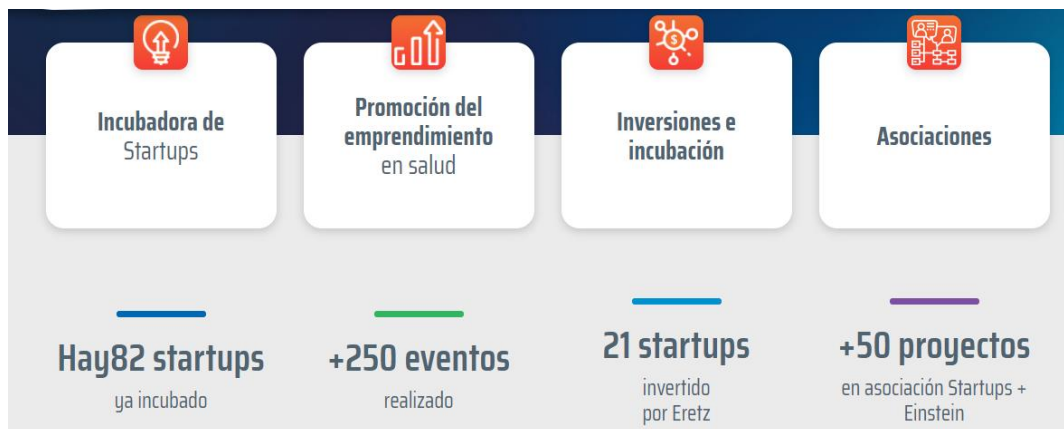 Incubadora de
Startups
Promoción del
emprendimiento
en salud
Inversiones e
incubación
Asociaciones
Hay82 startups
ya incubado
+250 eventos
realizado
21 startups
invertido
por Eretz
+50 proyectos
en asociación Startups +
Einstein